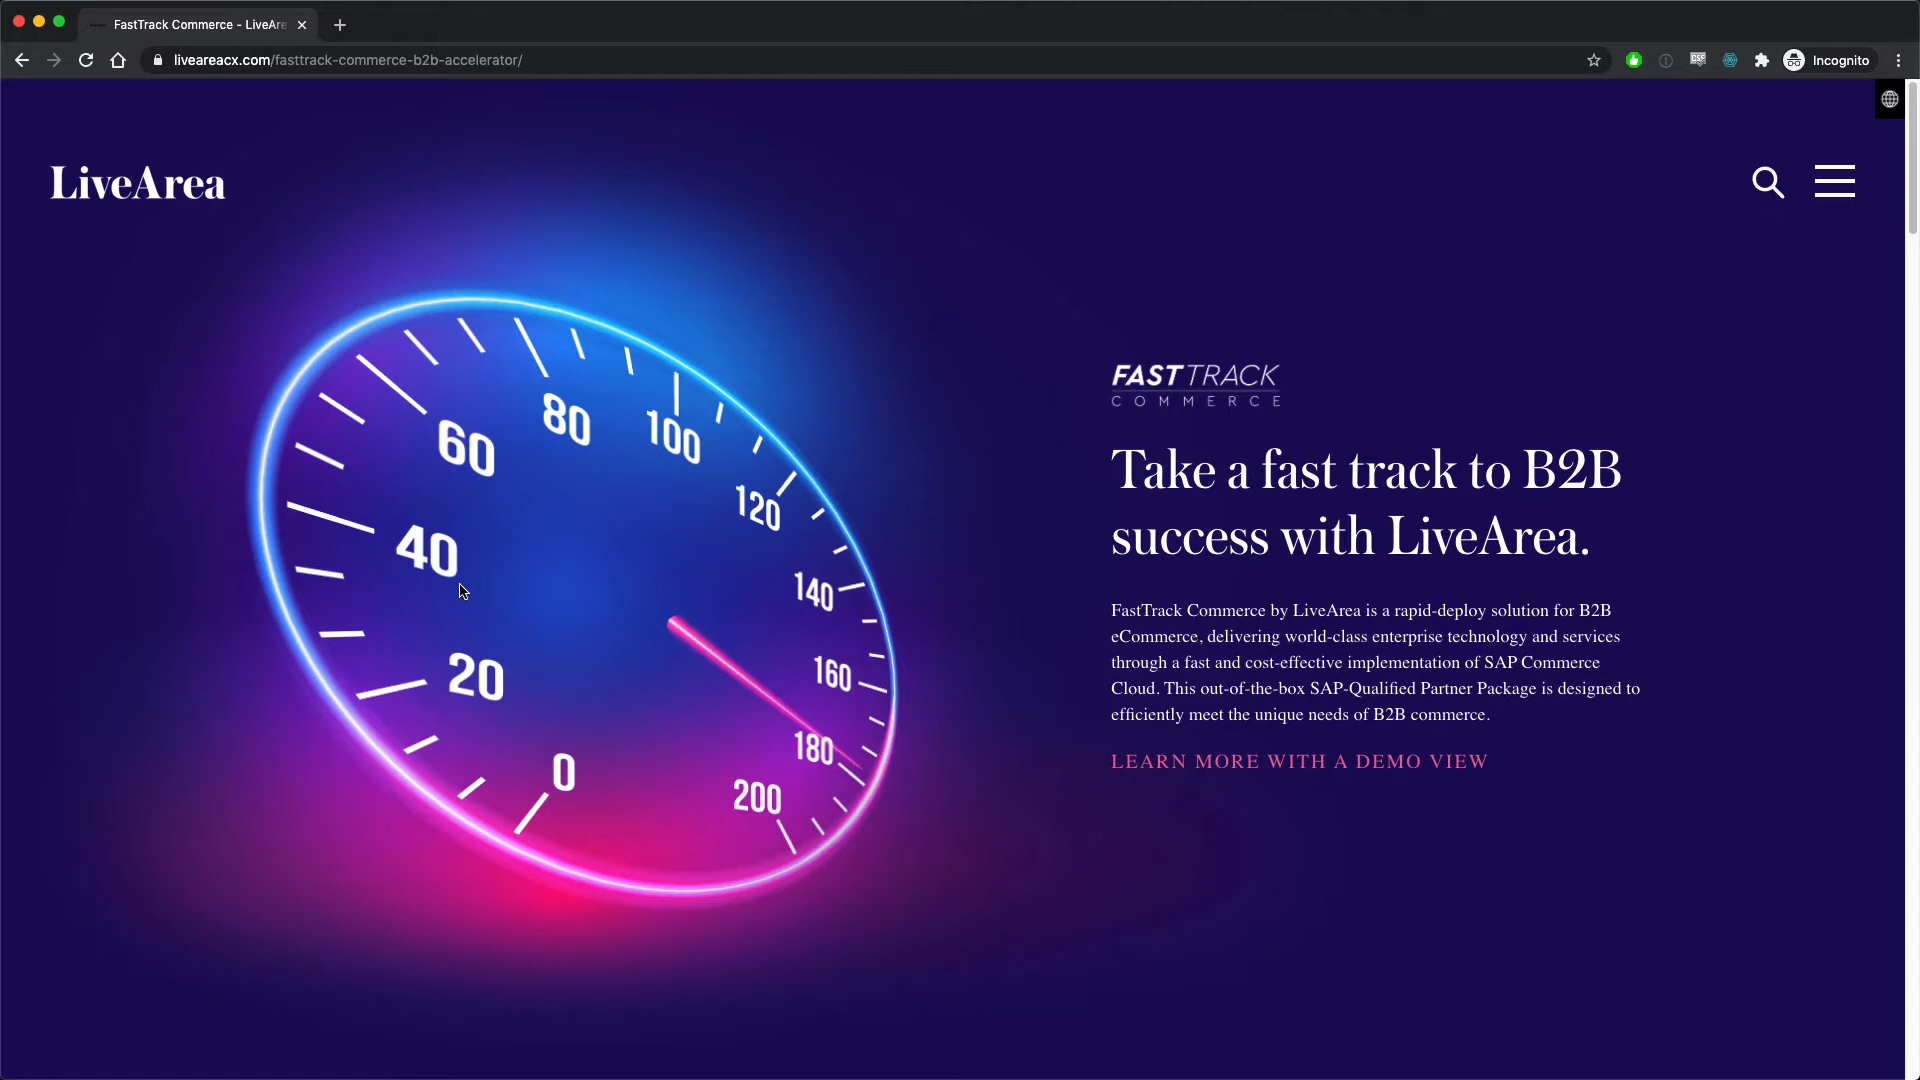 FastTrack Commerce - LiveAre
liveareacx.com/fasttrack-commerce-b2b-accelerator/
CSP
Incognito
LiveArea
FASTTRACK
COMMERCE
Take a fast track to B2B
success with LiveArea.
FastTrack Commerce by LiveArea is a rapid-deploy solution for B2B
eCommerce, delivering world-class enterprise technology and services
through a fast and cost-effective implementation of SAP Commerce
Cloud. This out-of-the-box SAP-Qualified Partner Package is designed to
efficiently meet the unique needs of B2B commerce.
LEARN MORE WITH A DEMO VIEW
0
20
40
60
80
100
120
140
160
180
200